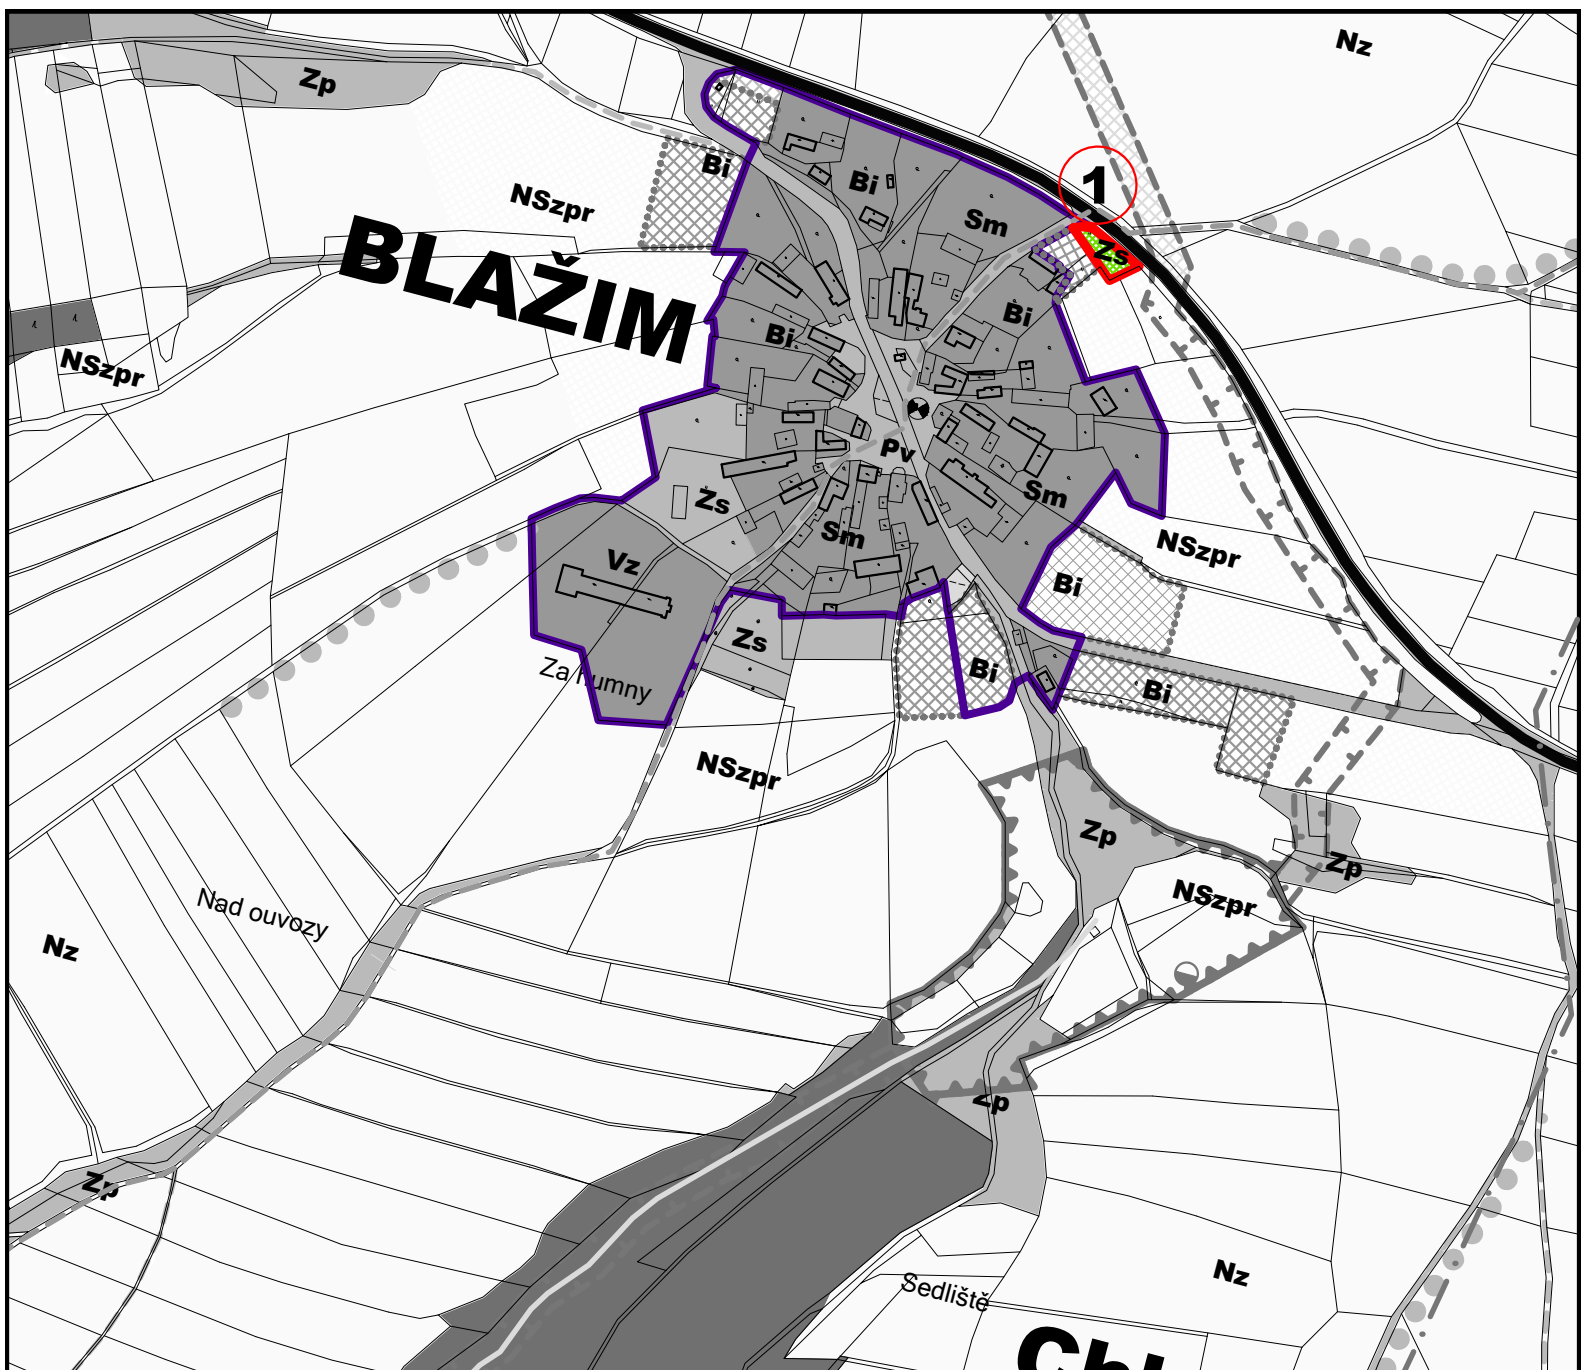 Nz
Zp
Bi
Bi
1
NSzpr
Sm
Zs
BLAŽIM
Bi
Bi
NSzpr
Pv
Zs
Sm
Sm
NSzpr
Vz
Bi
Zs
Bi
Za humny
Bi
NSzpr
Zp
Zp
NSzpr
Nad ouvozy
Nz
Zp
Zp
Nz
Sedliště
Chl